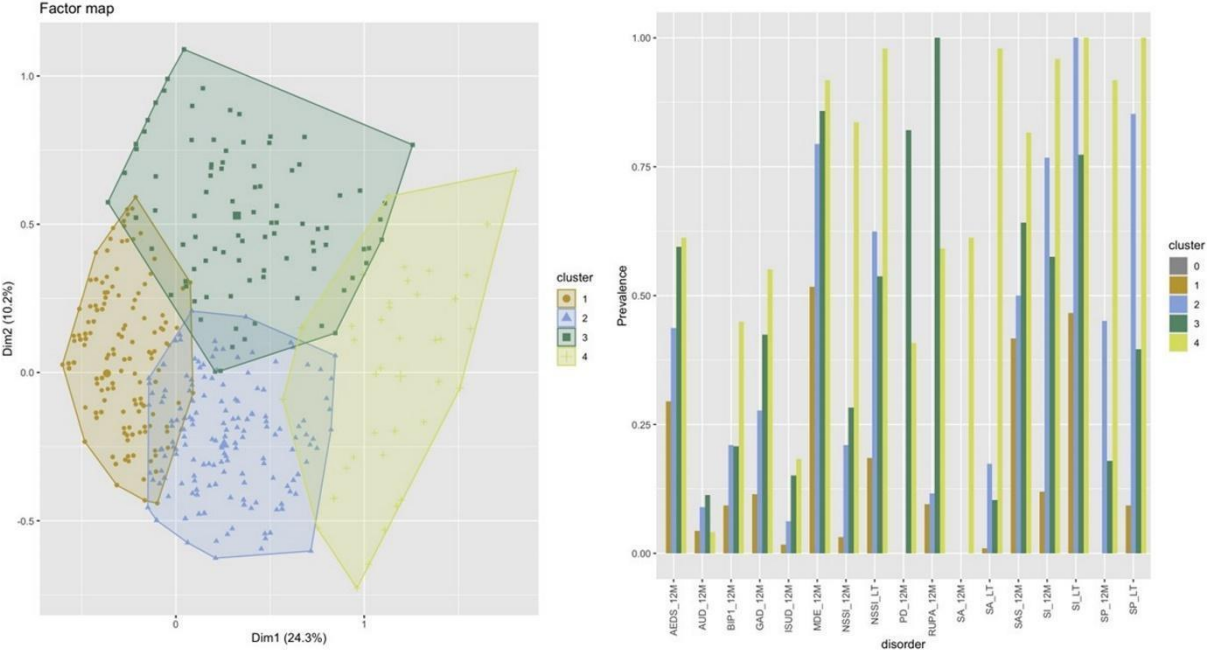 Factor map
1.0
0.5
0.0
-0.5
Dim2 (10.2%)
0
1
Dim1 (24.3%)
cluster
1
2
3
4
1.00
0.75
0.50
0.25
0.00
Prevalence
AEDS_12M
AUD_12M
BIP1_12M
GAD_12M
ISUD_12M
MDE_12M
NSSI_12M
NSSI_LT
PD_12M
RUPA_12M
SA_12M
SA_LT
SAS_12M
SI_12M
SI_LT
SP_12M
SP_LT
disorder
cluster
0
1
2
3
4